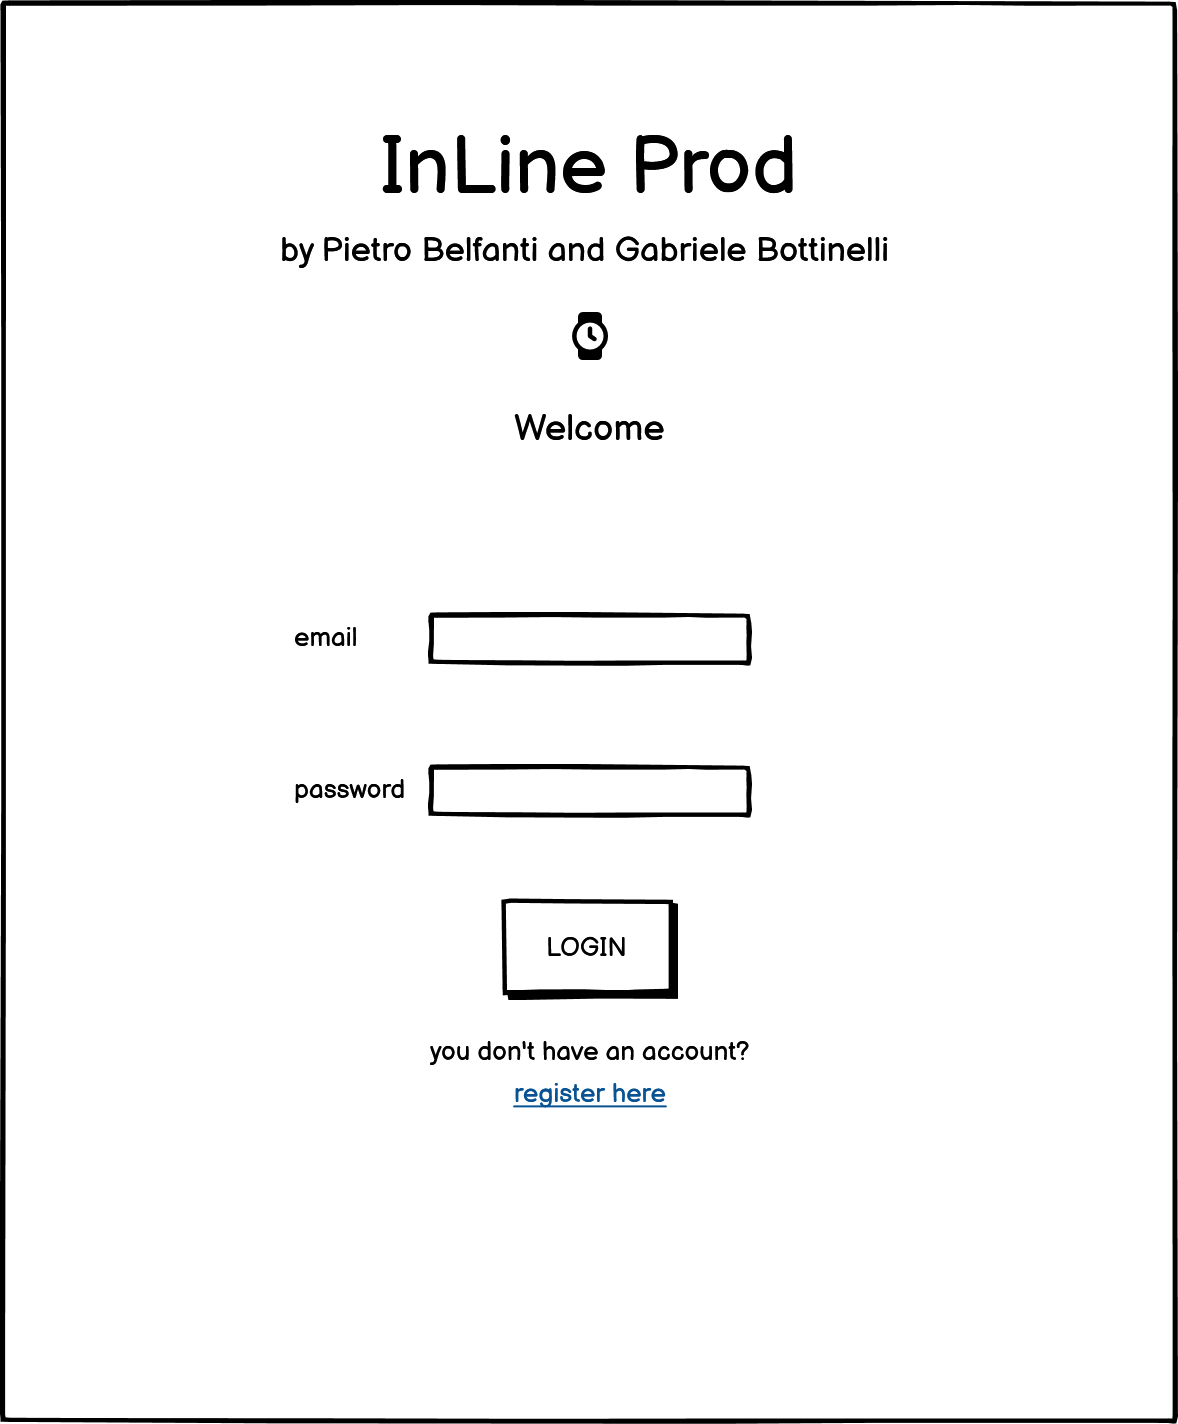 InLine Prod
by Pietro Belfanti and Gabriele Bottinelli
Welcome
email
password
LOGIN
you don't have an account?
register here